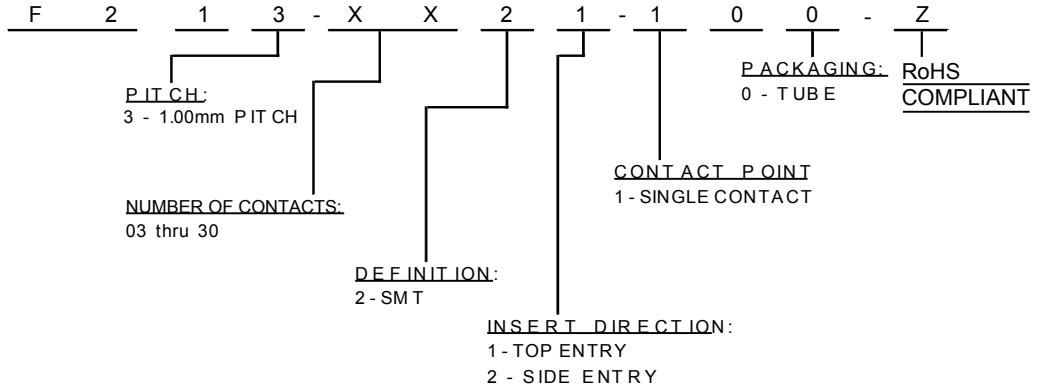 F 2 1 3 - X X 2 1 - 1 0 0 - Z
PACKAGING:
0 - TUBE
RoHS
COMPLIANT
PITCH:
3 - 1.00mm PITCH
CONTACT POINT
1 - SINGLE CONTACT
NUMBER OF CONTACTS:
03 thru 30
DEFINITION:
2 - SMT
INSERT DIRECTION:
1 - TOP ENTRY
2 - SIDE ENTRY